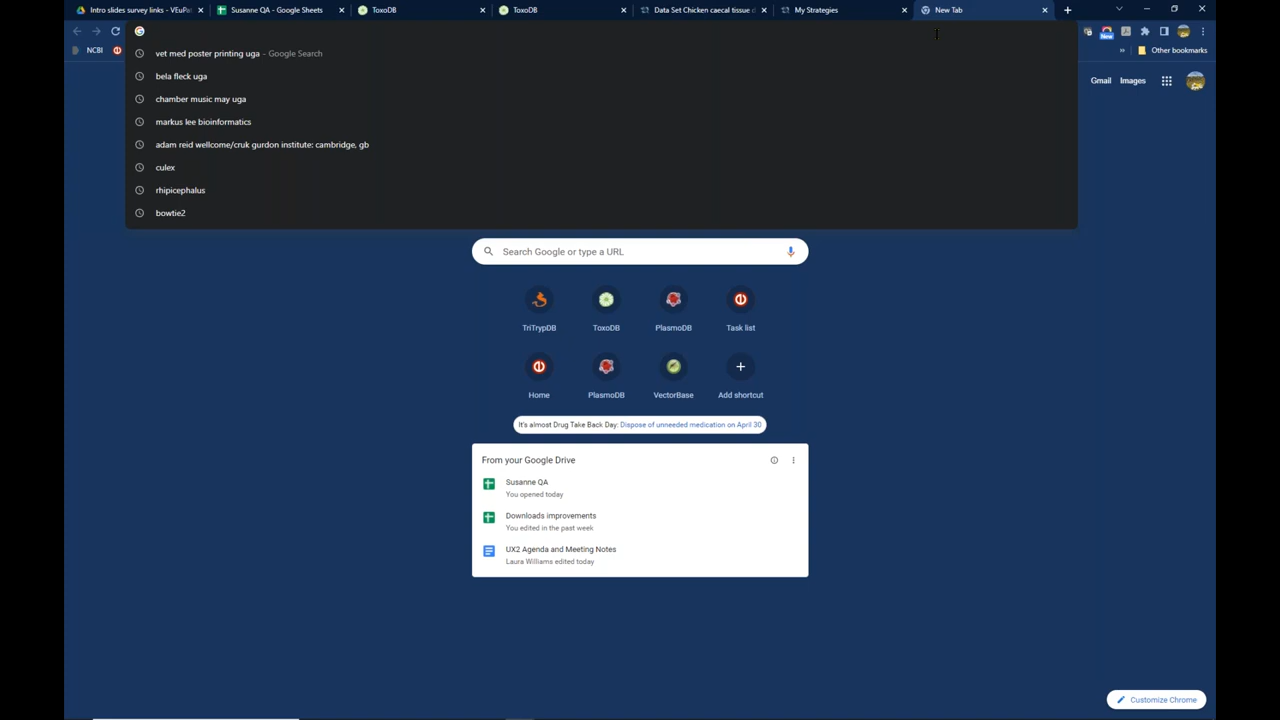 Intro slides survey links - VEuPat
Susanne QA - Google Sheets
ToxoDB
ToxoDB
Data Set Chicken caecal tissue d
My Strategies
New Tab
NCBI
New
»
Other bookmarks
vet med poster printing uga – Google Search
bela fleck uga
chamber music may uga
markus lee bioinformatics
adam reid wellcome/cruk gurdon institute: cambridge, gb
culex
rhipicephalus
bowtie2
Gmail Images
Search Google or type a URL
TriTrypDB
ToxoDB
PlasmoDB
Task list
Home
PlasmoDB
VectorBase
Add shortcut
It's almost Drug Take Back Day: Dispose of unneeded medication on April 30
From your Google Drive
Susanne QA
You opened today
Downloads improvements
You edited in the past week
UX2 Agenda and Meeting Notes
Laura Williams edited today
Customize Chrome